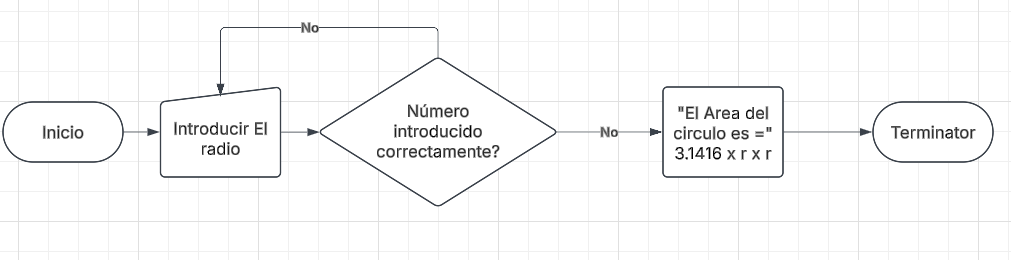 No
Inicio
Introducir El
radio
Número
introducido
correctamente?
No
"El Area del
circulo es ="
3.1416 x r x r
Terminator